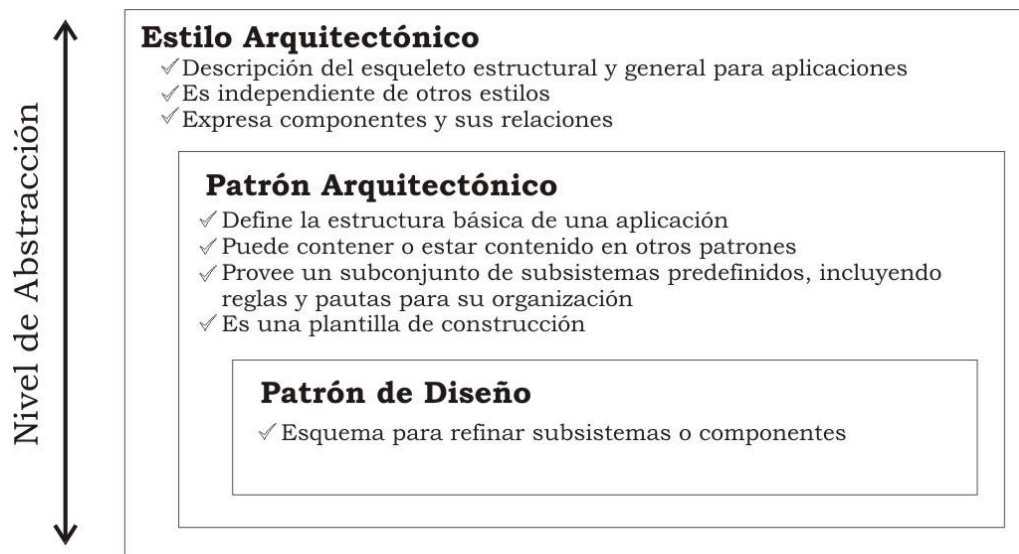 Nivel de Abstracción
Estilo Arquitectónico
✓Descripción del esqueleto estructural y general para aplicaciones
✓Es independiente de otros estilos
✓Expresa componentes y sus relaciones
Patrón Arquitectónico
✓Define la estructura básica de una aplicación
✓Puede contener o estar contenido en otros patrones
✓Provee un subconjunto de subsistemas predefinidos, incluyendo
reglas y pautas para su organización
✓Es una plantilla de construcción
Patrón de Diseño
✓Esquema para refinar subsistemas o componentes